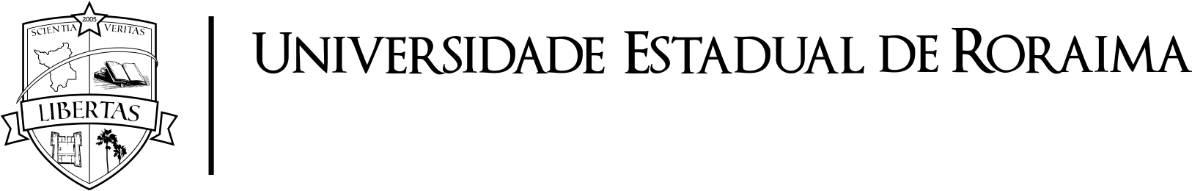 2005
SCIENTIA VERITAS
LIBERTAS
UNIVERSIDADE ESTADUAL DE RORAIMA